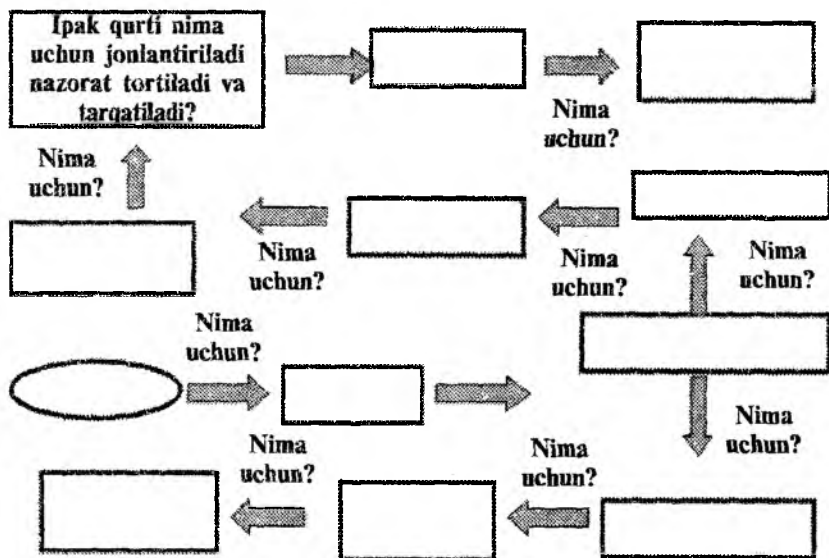 Ipak qurti nima
uchun jonlantiriladi
nazorat tortiladi va
tarqatiladi?
Nima
uchun?
Nima
uchun?
Nima
uchun?
Nima
uchun?
Nima
uchun?
Nima
uchun?
Nima
uchun?
Nima
uchun?
Nima
uchun?